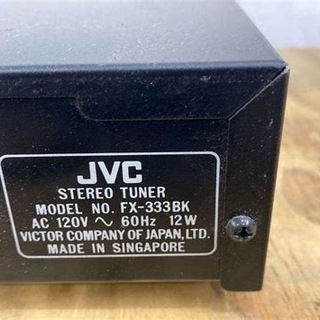 JVC
STEREO TUNER
MODEL NO. FX-333BK
AC 120V ~ 60Hz 12W
VICTOR COMPANY OF JAPAN, LTD.
MADE IN SINGAPORE